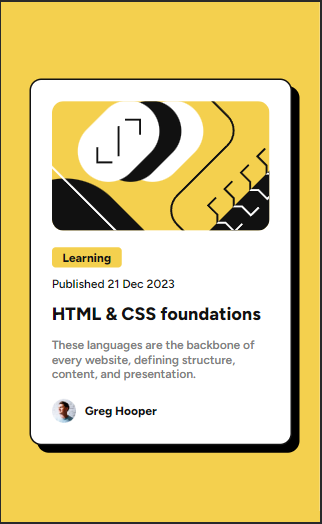 Learning
Published 21 Dec 2023
HTML & CSS foundations
These languages are the backbone of
every website, defining structure,
content, and presentation.
Greg Hooper